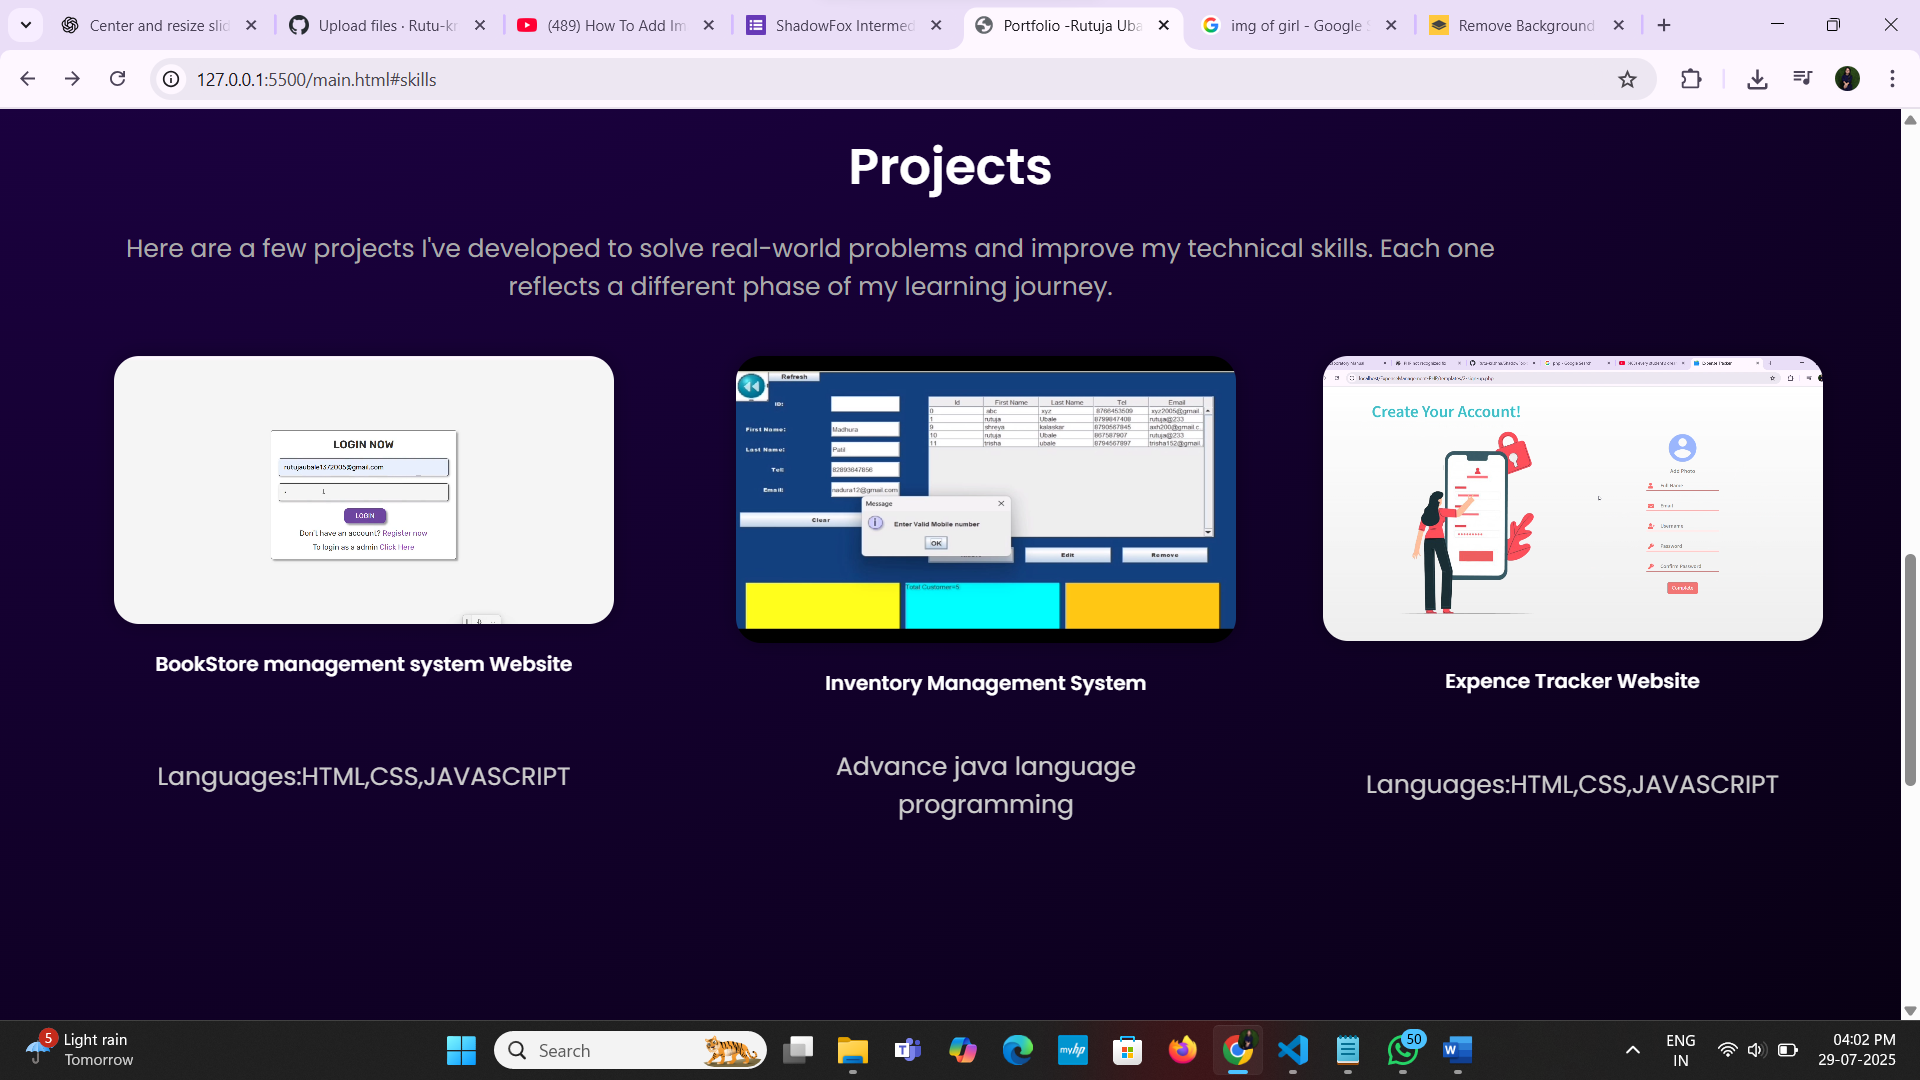 Center and resize slid
Upload files · Rutu-kr
(489) How To Add Im
ShadowFox Intermed
Portfolio -Rutuja Uba
img of girl - Google S
Remove Background
127.0.0.1:5500/main.html#skills
Projects
Here are a few projects I've developed to solve real-world problems and improve my technical skills. Each one
reflects a different phase of my learning journey.
LOGIN NOW
rutujaubale1372005@gmail.com
LOGIN
Don't have an account? Register now
To login as a admin Click Here
BookStore management system Website
Languages:HTML,CSS,JAVASCRIPT
Refresh
ID:
First Name: Madhura
Last Name: Patil
Tel: 82893847856
Email: nadura12@gmail.com
Clear
Id First Name Last Name Tel Email
0 abc xyz 8766453509 xyz2005@gmail.
1 rutuja Ubale 8799847408 rutuja@233
9 shreya kalaskar 8790567845 axh200@gmail.c
10 rutuja Ubale 867587907 rutuja@233
11 trisha ubale 8794567897 trisha152@gmail
Message
Enter Valid Mobile number
OK
Edit
Remove
Total Customer=5
Inventory Management System
Advance java language
programming
Create Your Account!
Add Photo
Full Name
Email
Username
Password
Confirm Password
Complete
Expence Tracker Website
Languages:HTML,CSS,JAVASCRIPT
5
Light rain
Tomorrow
Search
myhp
50
ENG
IN
04:02 PM
29-07-2025